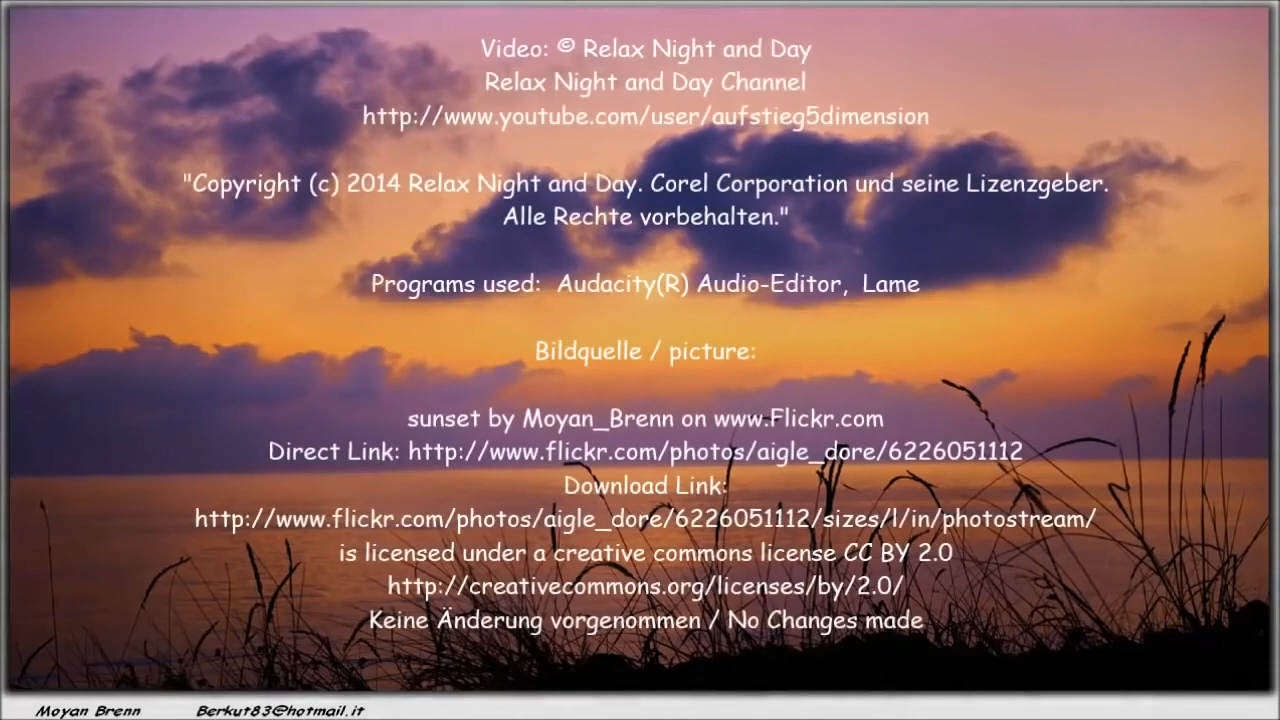 Video: © Relax Night and Day
Relax Night and Day Channel
http://www.youtube.com/user/aufstieg5dimension
"Copyright (c) 2014 Relax Night and Day. Corel Corporation und seine Lizenzgeber.
Alle Rechte vorbehalten."
Programs used:  Audacity(R) Audio-Editor,  Lame
Bildquelle / picture:
sunset by Moyan_Brenn on www.Flickr.com
Direct Link: http://www.flickr.com/photos/aigle_dore/6226051112
Download Link:
http://www.flickr.com/photos/aigle_dore/6226051112/sizes/l/in/photostream/
is licensed under a creative commons license CC BY 2.0
http://creativecommons.org/licenses/by/2.0/
Keine Änderung vorgenommen / No Changes made
Moyan Brenn Berkut83@hotmail.it